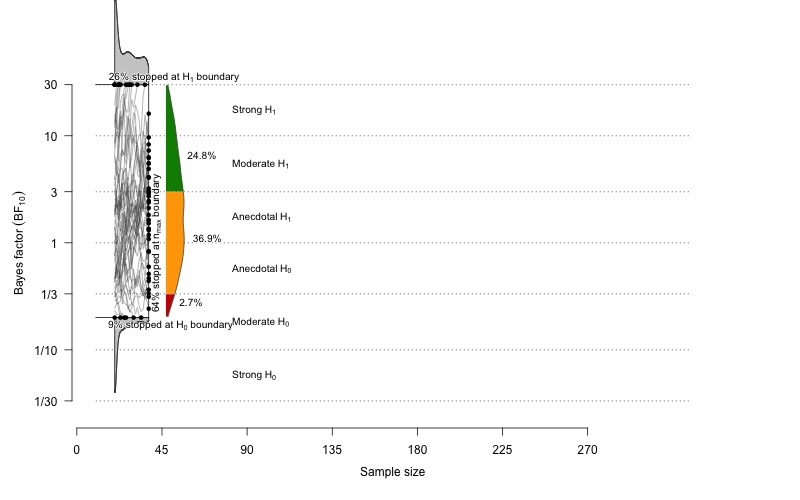 26% stopped at H1 boundary
30
Strong H1
10
24.8%
Moderate H1
3
Anecdotal H1
36.9%
1
Anecdotal H0
1/3
2.7%
64% stopped at nmax boundary
9% stopped at H0 boundary
Moderate H0
1/10
Strong H0
1/30
Bayes factor (BF10)
0 45 90 135 180 225 270
Sample size